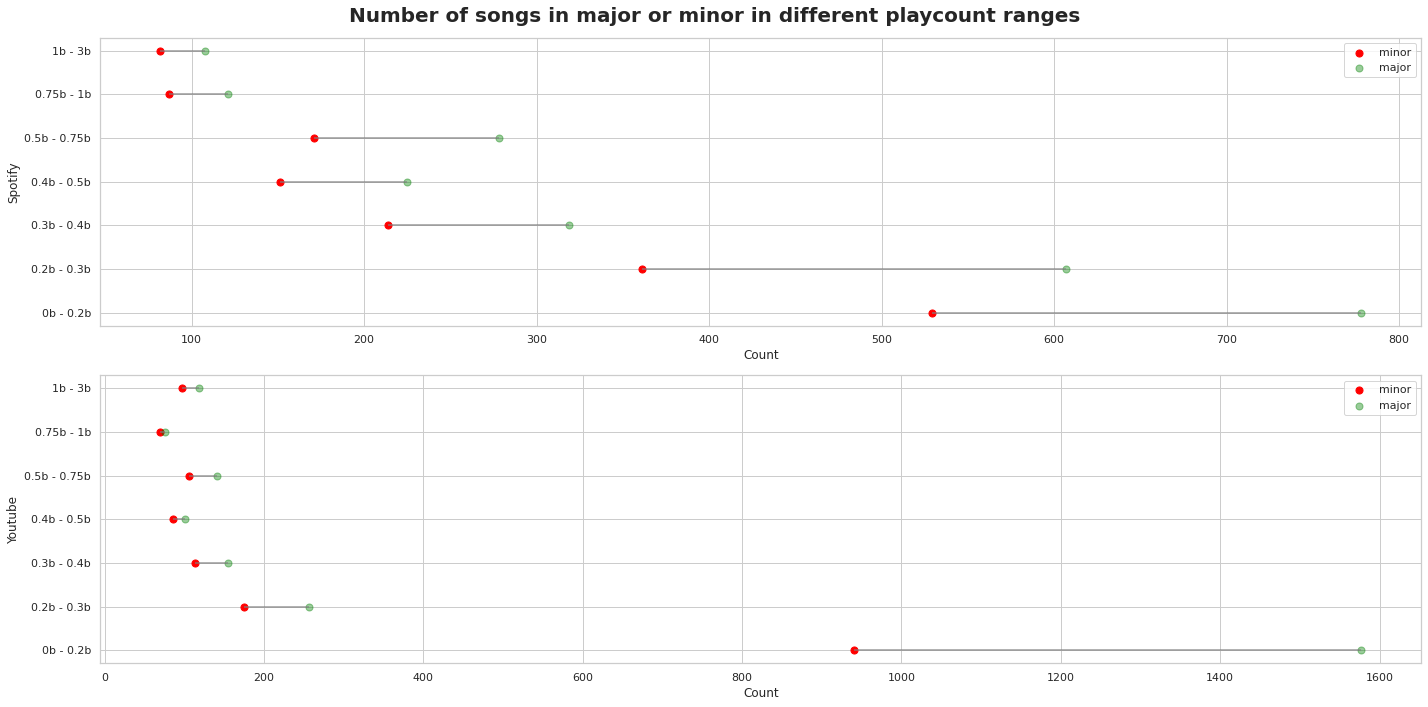 Number of songs in major or minor in different playcount ranges
minor
major
1b - 3b
0.75b - 1b
0.5b - 0.75b
0.4b - 0.5b
0.3b - 0.4b
0.2b - 0.3b
0b - 0.2b
Spotify
100 200 300 400 500 600 700 800
Count
minor
major
1b - 3b
0.75b - 1b
0.5b - 0.75b
0.4b - 0.5b
0.3b - 0.4b
0.2b - 0.3b
0b - 0.2b
Youtube
0 200 400 600 800 1000 1200 1400 1600
Count